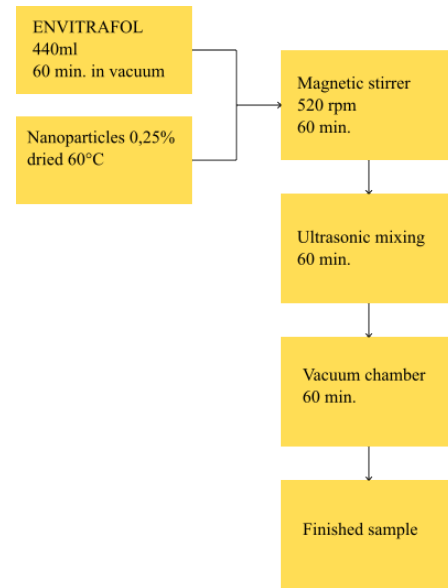 ENVITRAFOL
440ml
60 min. in vacuum
Nanoparticles 0,25%
dried 60°C
Magnetic stirrer
520 rpm
60 min.
Ultrasonic mixing
60 min.
Vacuum chamber
60 min.
Finished sample